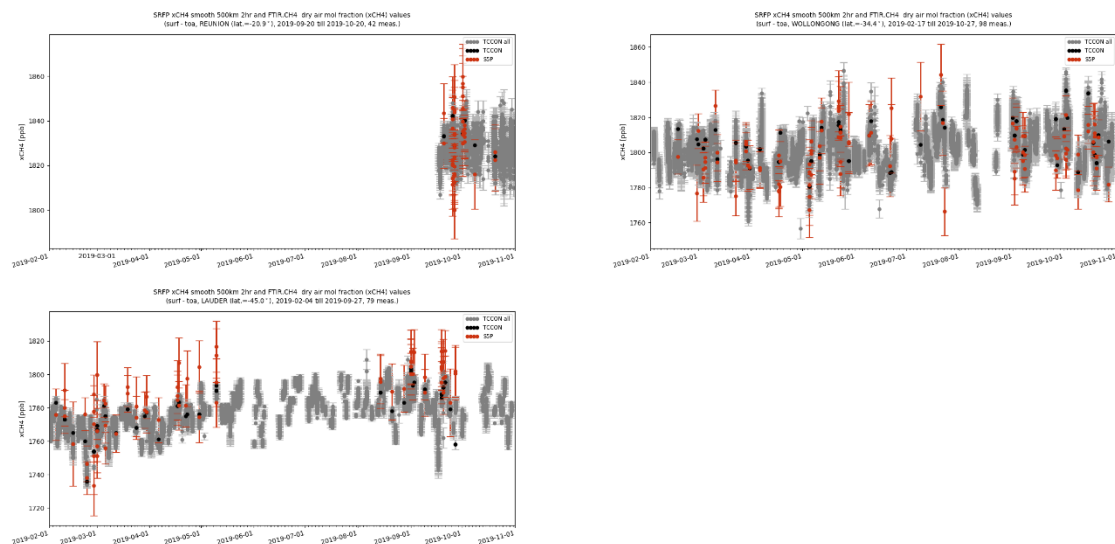 SRFP xCH4 smooth 500km 2hr and FTIR.CH4 dry air mol fraction (xCH4) values
(surf - toa, REUNION (lat.=-20.9°), 2019-09-20 till 2019-10-20, 42 meas.)
TCCON all
TCCON
S5P
xCH4 [ppb]
1860
1840
1820
1800
2019-02-01
2019-03-01
2019-04-01
2019-05-01
2019-06-01
2019-07-01
2019-08-01
2019-09-01
2019-10-01
2019-11-01
SRFP xCH4 smooth 500km 2hr and FTIR.CH4 dry air mol fraction (xCH4) values
(surf - toa, WOLLONGONG (lat.=-34.4°), 2019-02-17 till 2019-10-27, 98 meas.)
TCCON all
TCCON
S5P
xCH4 [ppb]
1860
1840
1820
1800
1780
1760
2019-02-01
2019-03-01
2019-04-01
2019-05-01
2019-06-01
2019-07-01
2019-08-01
2019-09-01
2019-10-01
2019-11-01
SRFP xCH4 smooth 500km 2hr and FTIR.CH4 dry air mol fraction (xCH4) values
(surf - toa, LAUDER (lat.=-45.0°), 2019-02-04 till 2019-09-27, 79 meas.)
TCCON all
TCCON
S5P
xCH4 [ppb]
1820
1800
1780
1760
1740
1720
2019-02-01
2019-03-01
2019-04-01
2019-05-01
2019-06-01
2019-07-01
2019-08-01
2019-09-01
2019-10-01
2019-11-01